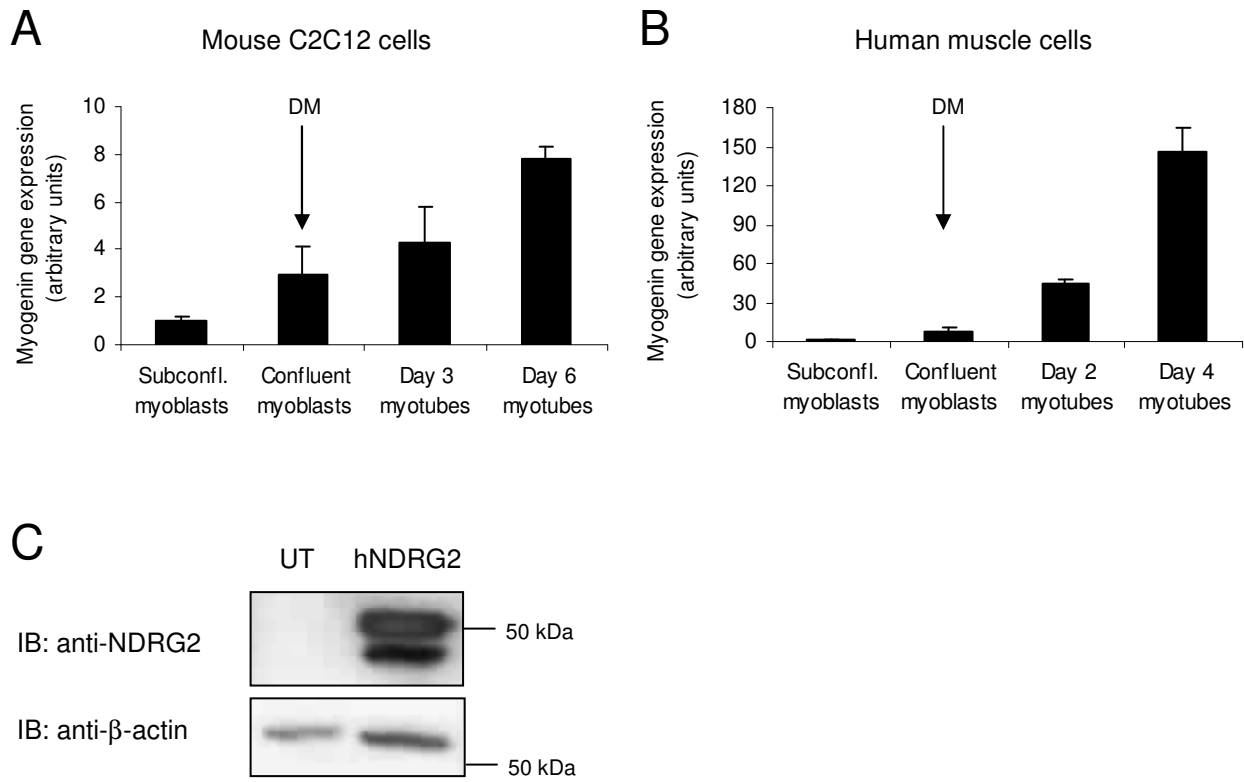 A
Mouse C2C12 cells
Myogenin gene expression
(arbitrary units)
10
8
6
4
2
0
DM
Subconfl.
myoblasts
Confluent
myoblasts
Day 3
myotubes
Day 6
myotubes
B
Human muscle cells
Myogenin gene expression
(arbitrary units)
180
150
120
90
60
30
0
DM
Subconfl.
myoblasts
Confluent
myoblasts
Day 2
myotubes
Day 4
myotubes
C
UT hNDRG2
IB: anti-NDRG2
50 kDa
IB: anti-β-actin
50 kDa